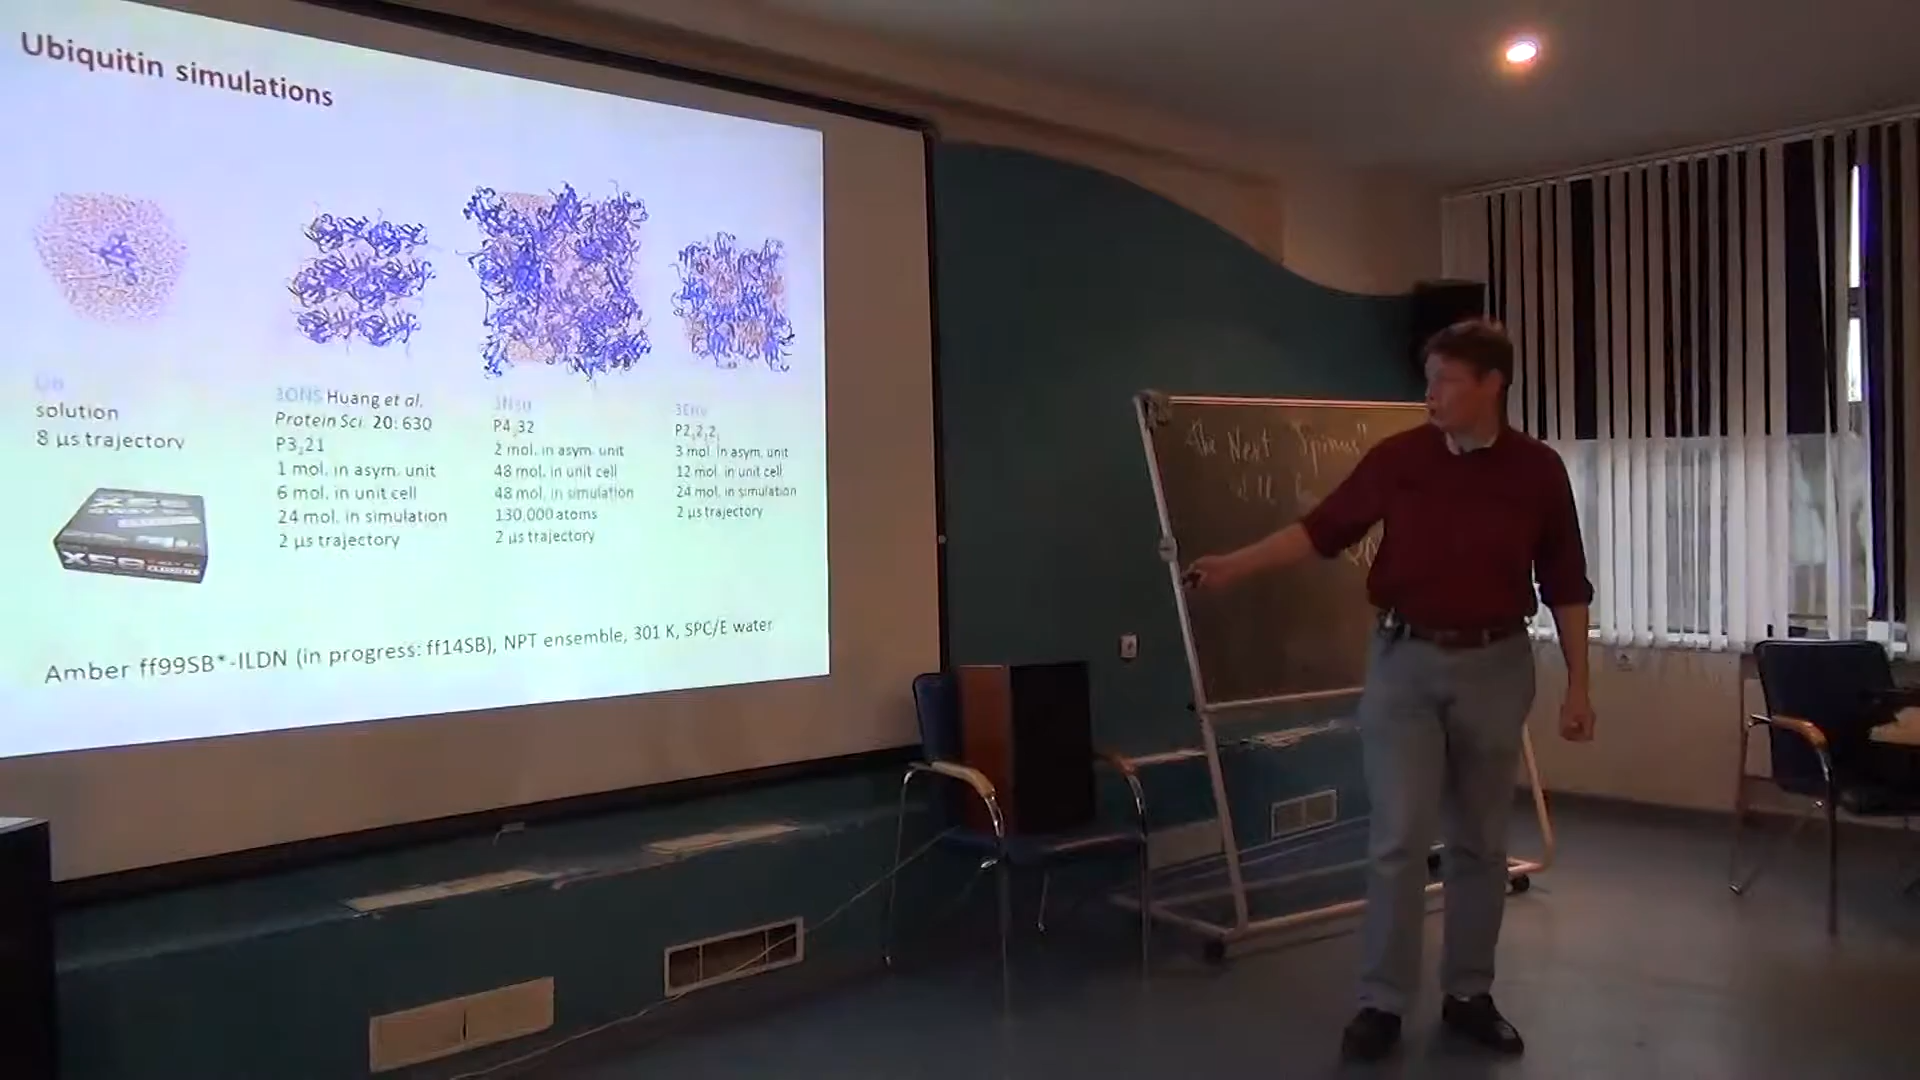 Ubiquitin simulations
solution
8 µs trajectory
3ONS Huang et al.
Protein Sci. 20: 630
P3₂21
1 mol. in asym. unit
6 mol. in unit cell
24 mol. in simulation
2 µs trajectory
P4₃32
2 mol. in asym. unit
48 mol. in unit cell
48 mol. in simulation
130,000 atoms
2 µs trajectory
P2₁2₁2₁
3 mol. in asym. unit
12 mol. in unit cell
24 mol. in simulation
2 µs trajectory
X58
Amber ff99SB*-ILDN (in progress: ff14SB), NPT ensemble, 301 K, SPC/E water
The Next "Spinus"